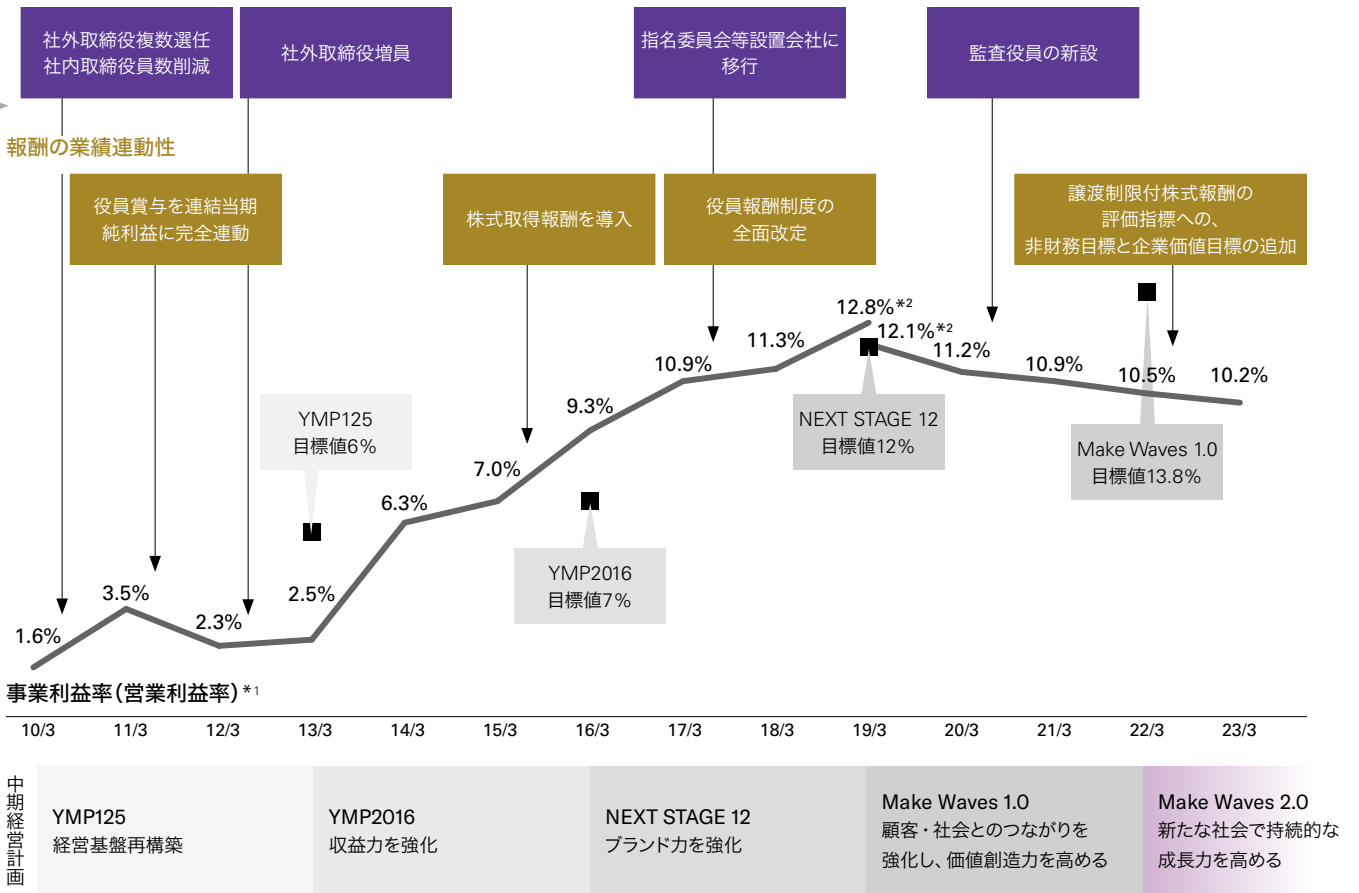 社外取締役複数選任
社内取締役員数削減
社外取締役増員
指名委員会等設置会社に
移行
監査役員の新設
報酬の業績連動性
役員賞与を連結当期
純利益に完全連動
株式取得報酬を導入
役員報酬制度の
全面改定
譲渡制限付株式報酬の
評価指標への、
非財務目標と企業価値目標の追加
1.6%
3.5%
2.3%
2.5%
6.3%
7.0%
9.3%
10.9%
11.3%
12.8%*2
12.1%*2
11.2%
10.9%
10.5%
10.2%
YMP125
目標値6%
YMP2016
目標値7%
NEXT STAGE 12
目標値12%
Make Waves 1.0
目標値13.8%
事業利益率(営業利益率)*1
10/3 11/3 12/3 13/3 14/3 15/3 16/3 17/3 18/3 19/3 20/3 21/3 22/3 23/3
中期経営計画
YMP125
経営基盤再構築
YMP2016
収益力を強化
NEXT STAGE 12
ブランド力を強化
Make Waves 1.0
顧客・社会とのつながりを
強化し、価値創造力を高める
Make Waves 2.0
新たな社会で持続的な
成長力を高める